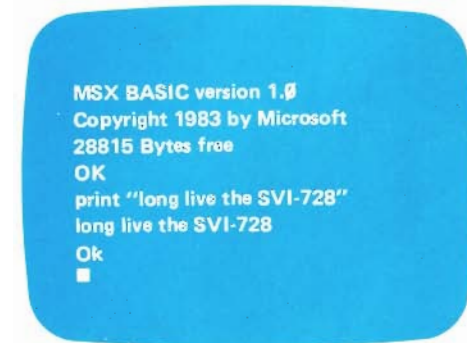 MSX BASIC version 1.0
Copyright 1983 by Microsoft
28815 Bytes free
OK
print "long live the SVI-728"
long live the SVI-728
Ok